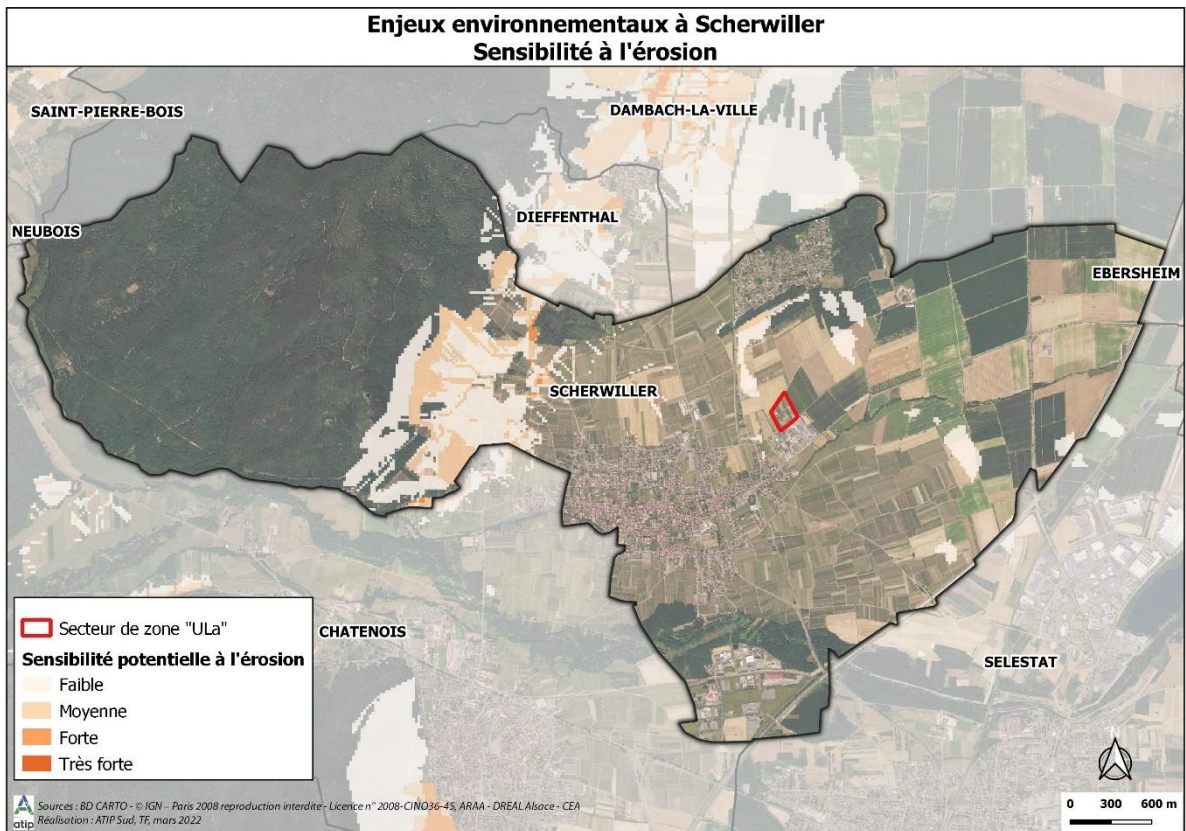 Enjeux environnementaux à Scherwiller
Sensibilité à l'érosion
SAINT-PIERRE-BOIS
DAMBACH-LA-VILLE
NEUBOIS
DIEFFENTHAL
EBERSHEIM
SCHERWILLER
CHATENOIS
SELESTAT
Secteur de zone "ULa"
Sensibilité potentielle à l'érosion
Faible
Moyenne
Forte
Très forte
N
0 300 600 m
atip
Sources : BD CARTO - © IGN – Paris 2008 reproduction interdite - Licence n° 2008-CINO36-45, ARAA - DREAL Alsace - CEA
Réalisation : ATIP Sud, TF, mars 2022